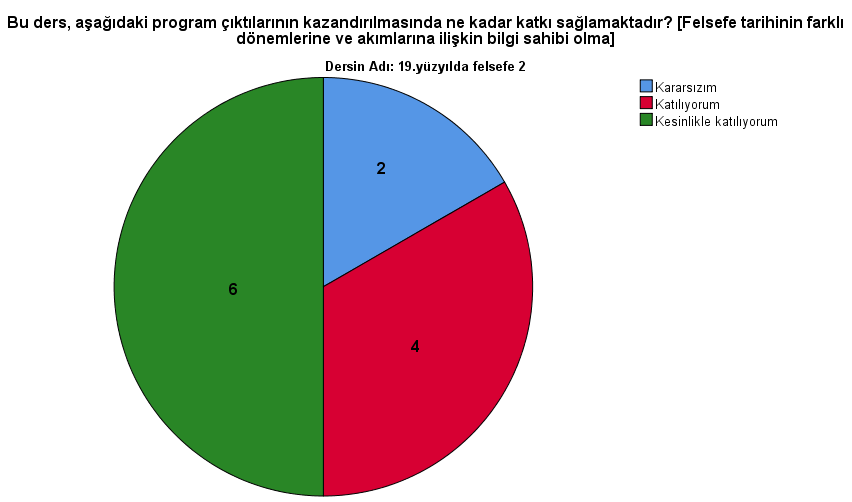 Bu ders, aşağıdaki program çıktılarının kazandırılmasında ne kadar katkı sağlamaktadır? [Felsefe tarihinin farklı
dönemlerine ve akımlarına ilişkin bilgi sahibi olma]
Dersin Adı: 19.yüzyılda felsefe 2
Kararsızım
Katılıyorum
Kesinlikle katılıyorum
2
6
4